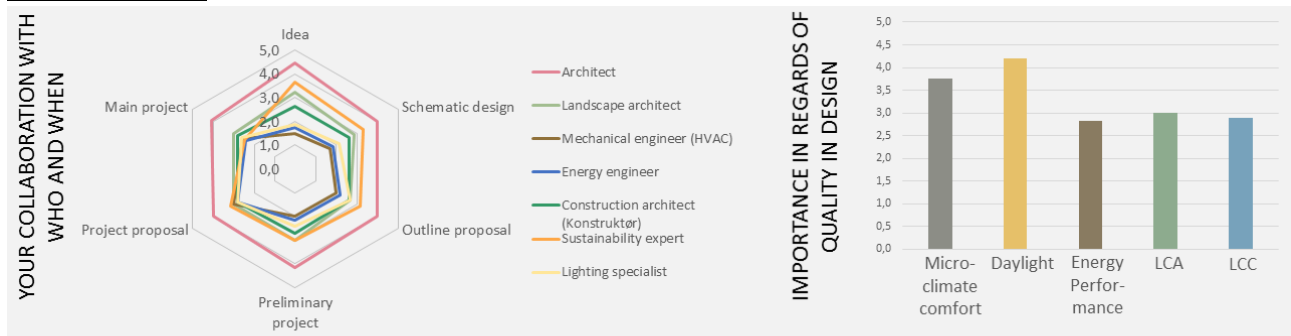 YOUR COLLABORATION WITH
WHO AND WHEN
Idea
Schematic design
Outline proposal
Preliminary
project
Project proposal
Main project
5,0
4,0
3,0
2,0
1,0
0,0
Architect
Landscape architect
Mechanical engineer (HVAC)
Energy engineer
Construction architect
(Konstruktør)
Sustainability expert
Lighting specialist
IMPORTANCE IN REGARDS OF
QUALITY IN DESIGN
5,0
4,5
4,0
3,5
3,0
2,5
2,0
1,5
1,0
0,5
0,0
Micro-
climate
comfort
Daylight
Energy
Perfor-
mance
LCA
LCC